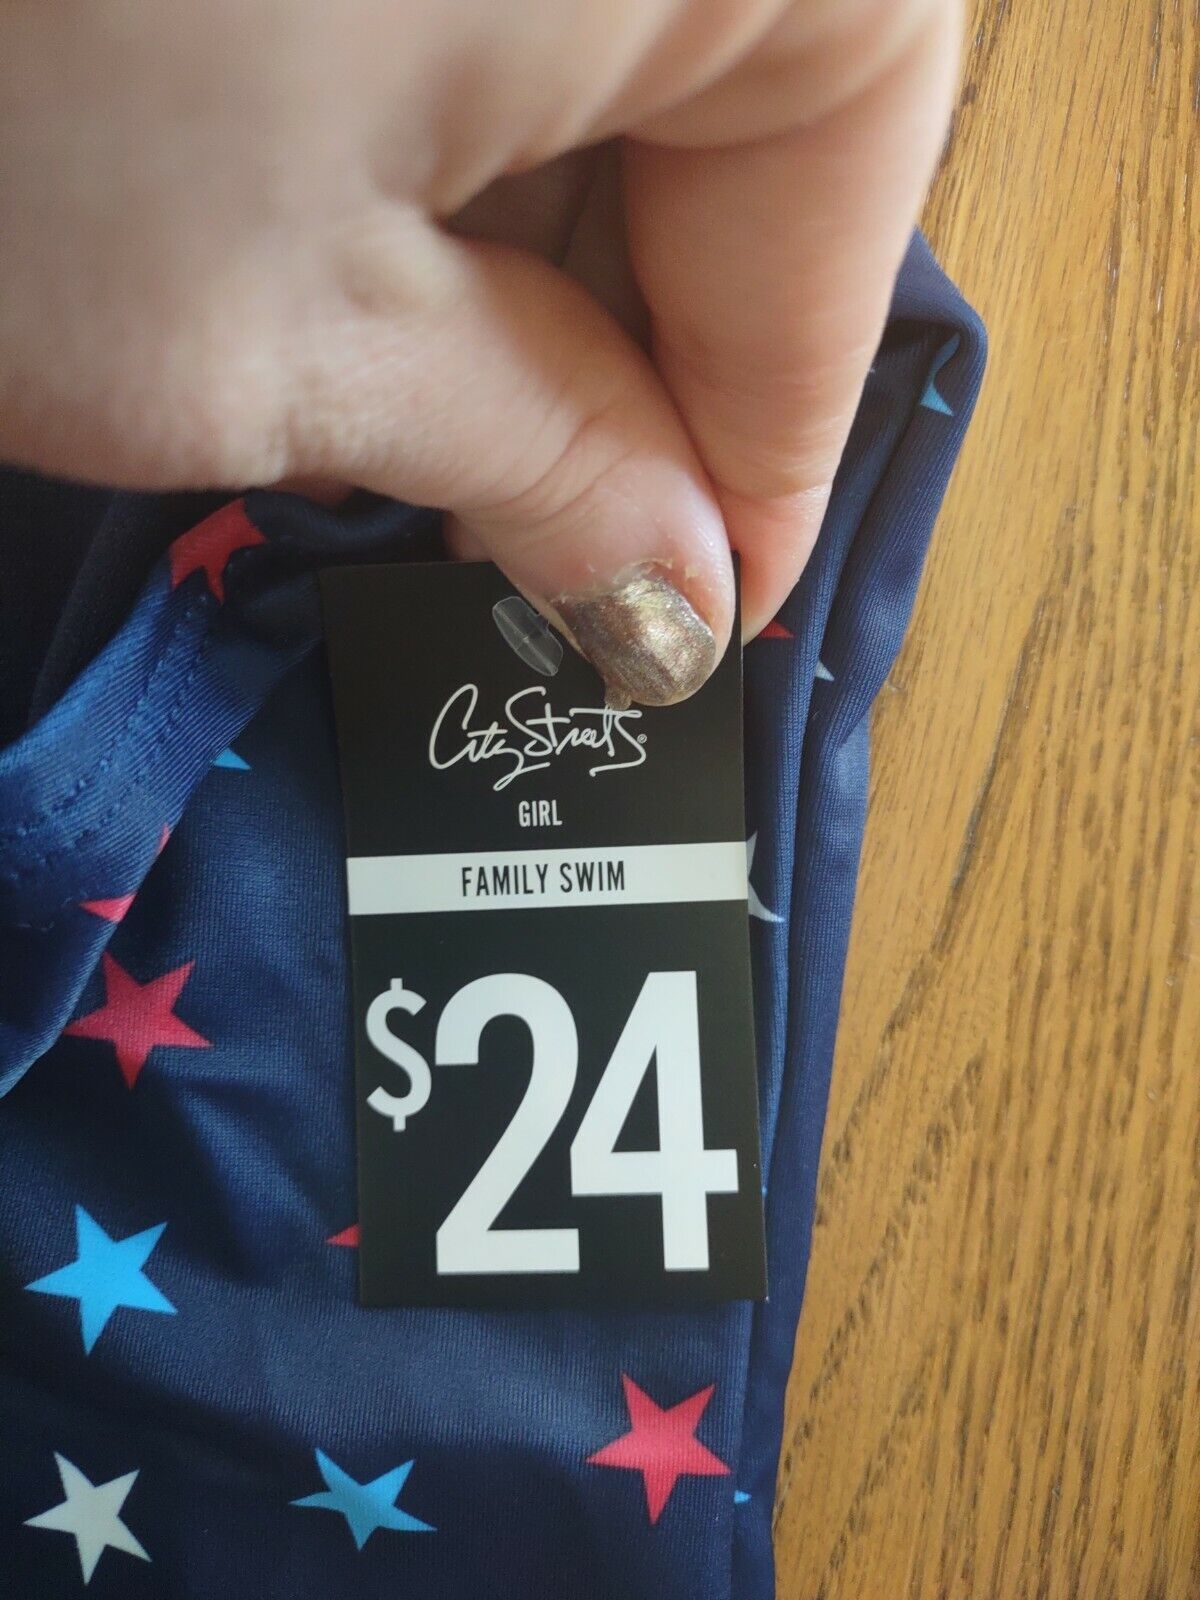 City Streets®
GIRL
FAMILY SWIM
$24